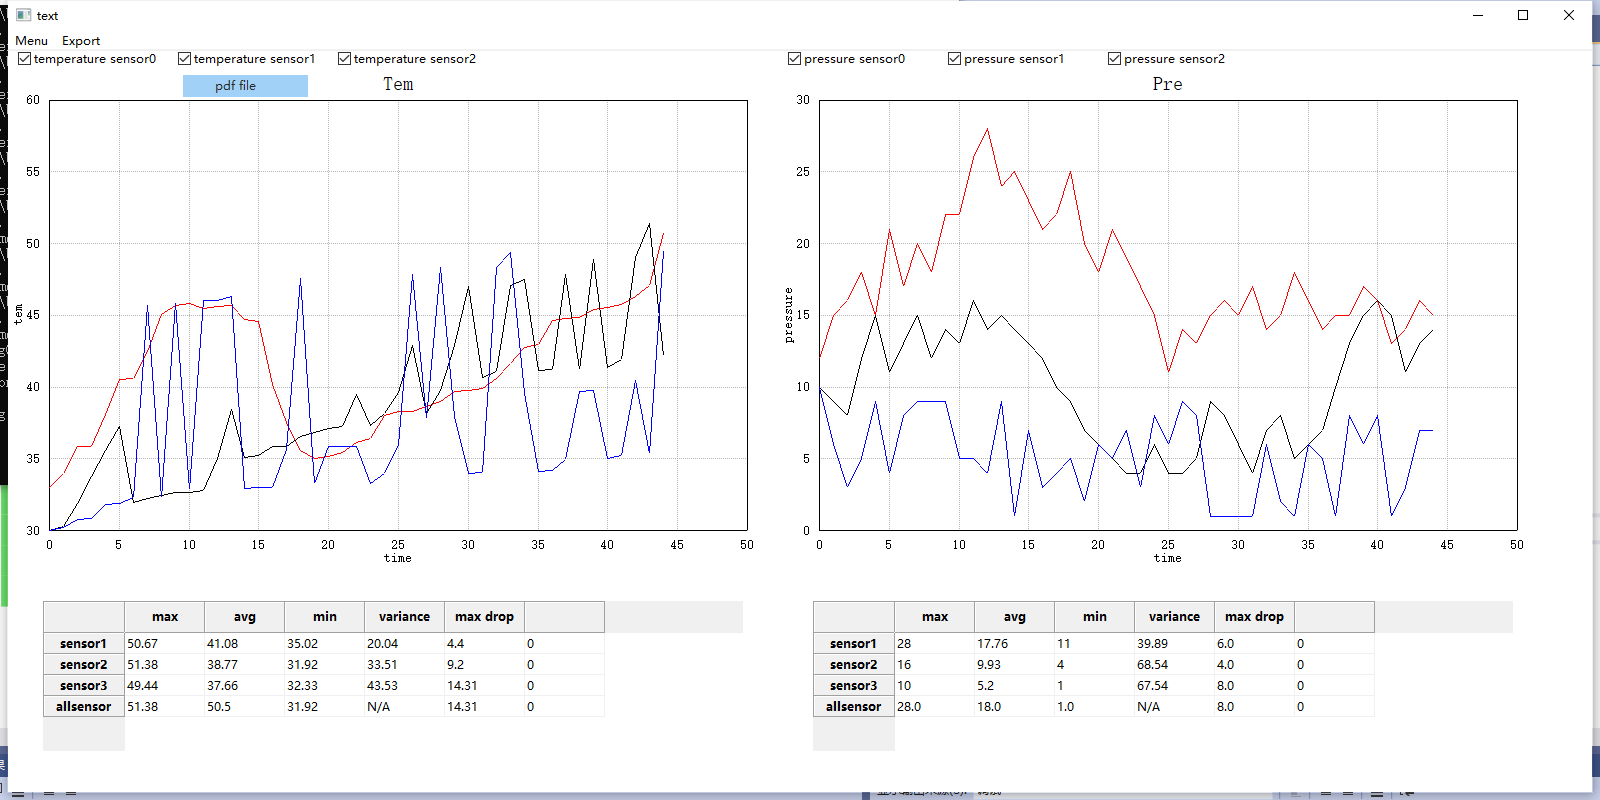 text
Menu Export
temperature sensor0 temperature sensor1 temperature sensor2
pressure sensor0 pressure sensor1 pressure sensor2
pdf file
Tem
60
55
50
45
40
35
30
tem
0 5 10 15 20 25 30 35 40 45 50
time
Pre
30
25
20
15
10
5
0
pressure
0 5 10 15 20 25 30 35 40 45 50
time
max avg min variance max drop
sensor1 50.67 41.08 35.02 20.04 4.4 0
sensor2 51.38 38.77 31.92 33.51 9.2 0
sensor3 49.44 37.66 32.33 43.53 14.31 0
allsensor 51.38 50.5 31.92 N/A 14.31 0
max avg min variance max drop
sensor1 28 17.76 11 39.89 6.0 0
sensor2 16 9.93 4 68.54 4.0 0
sensor3 10 5.2 1 67.54 8.0 0
allsensor 28.0 18.0 1.0 N/A 8.0 0